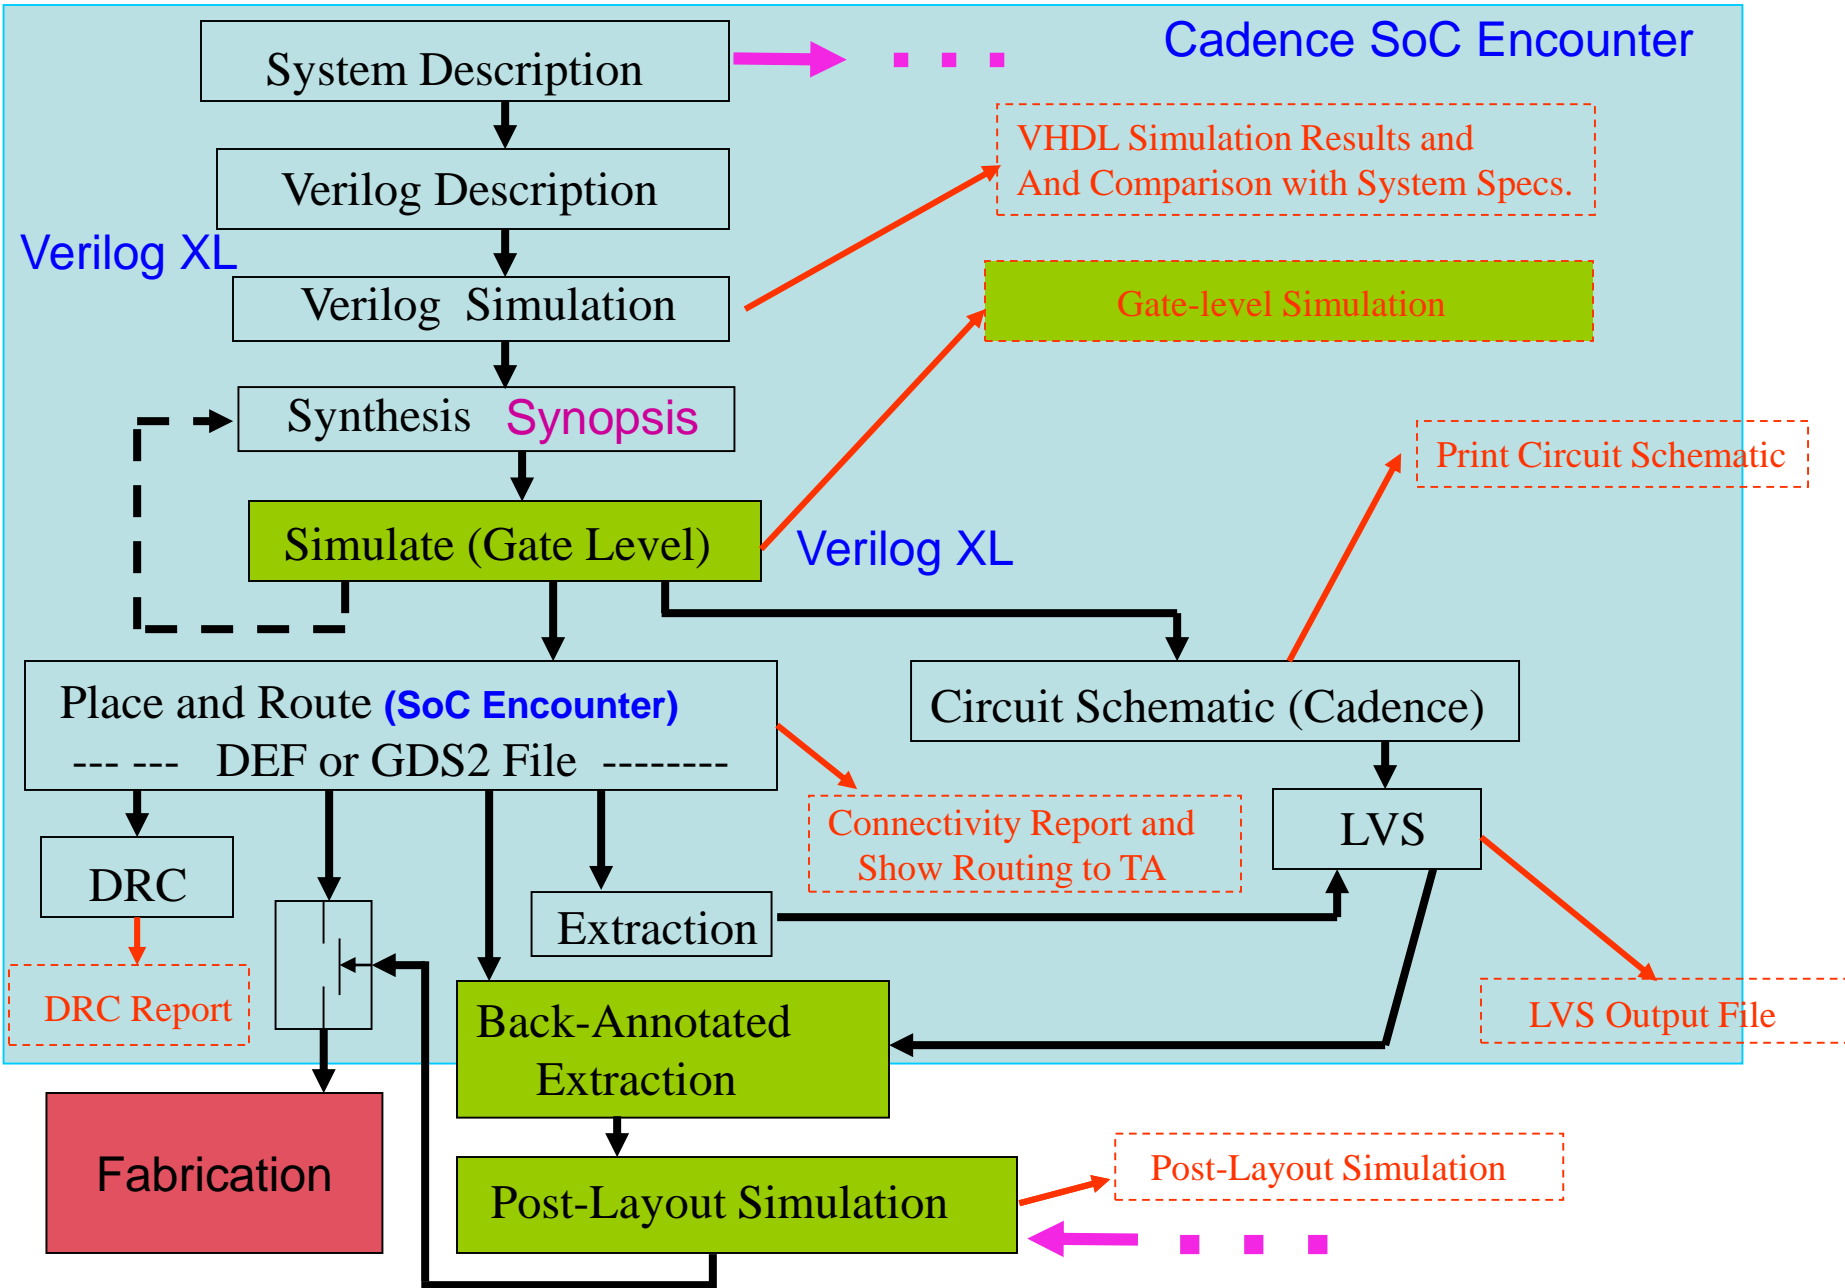 Cadence SoC Encounter
System Description
VHDL Simulation Results and
And Comparison with System Specs.
Verilog Description
Verilog XL
Verilog Simulation
Gate-level Simulation
Synthesis Synopsis
Print Circuit Schematic
Simulate (Gate Level)
Verilog XL
Place and Route (SoC Encounter)
--- --- DEF or GDS2 File --------
Circuit Schematic (Cadence)
Connectivity Report and
Show Routing to TA
LVS
DRC
Extraction
DRC Report
LVS Output File
Back-Annotated
Extraction
Fabrication
Post-Layout Simulation
Post-Layout Simulation